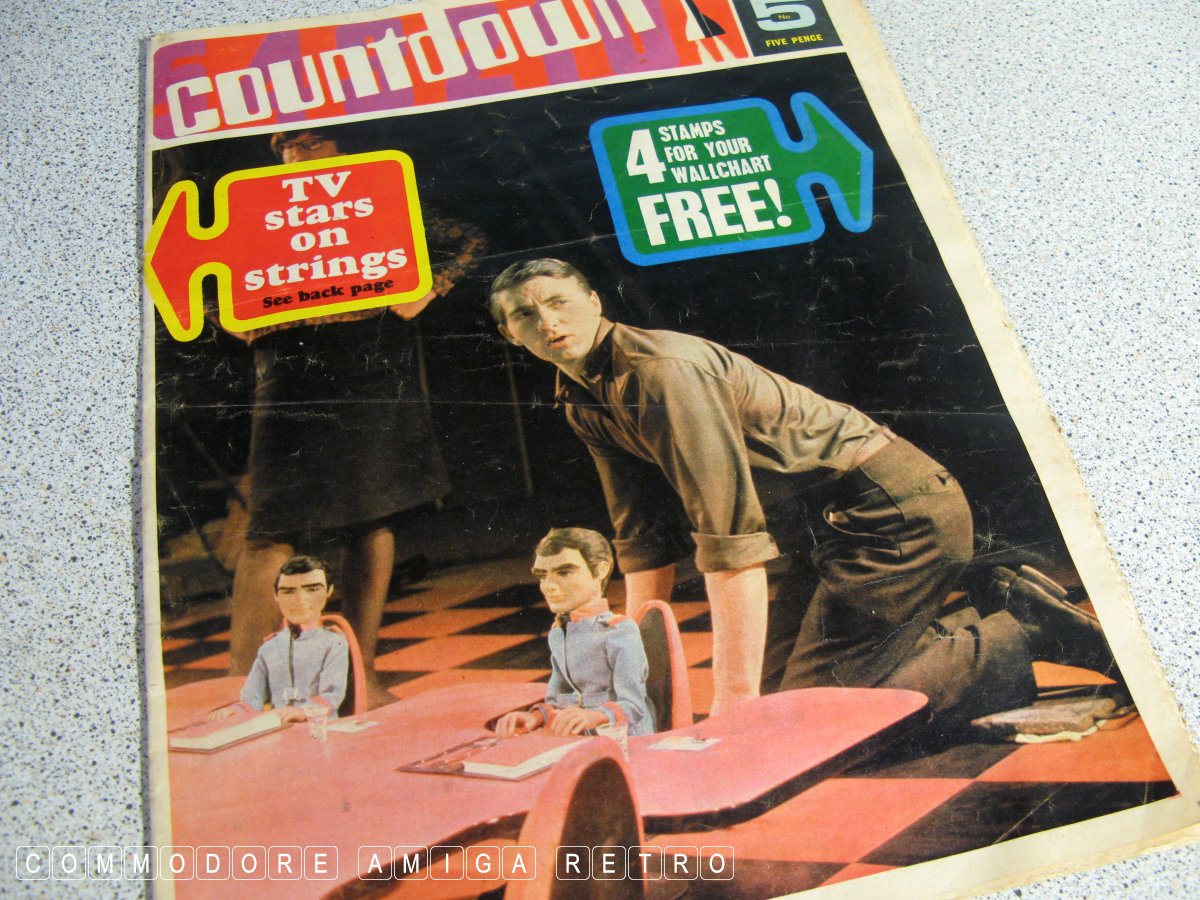 countdown
5
No.
FIVE PENCE
4 STAMPS
FOR YOUR
WALLCHART
FREE!
TV
stars
on
strings
See back page
COMMODORE AMIGA RETRO